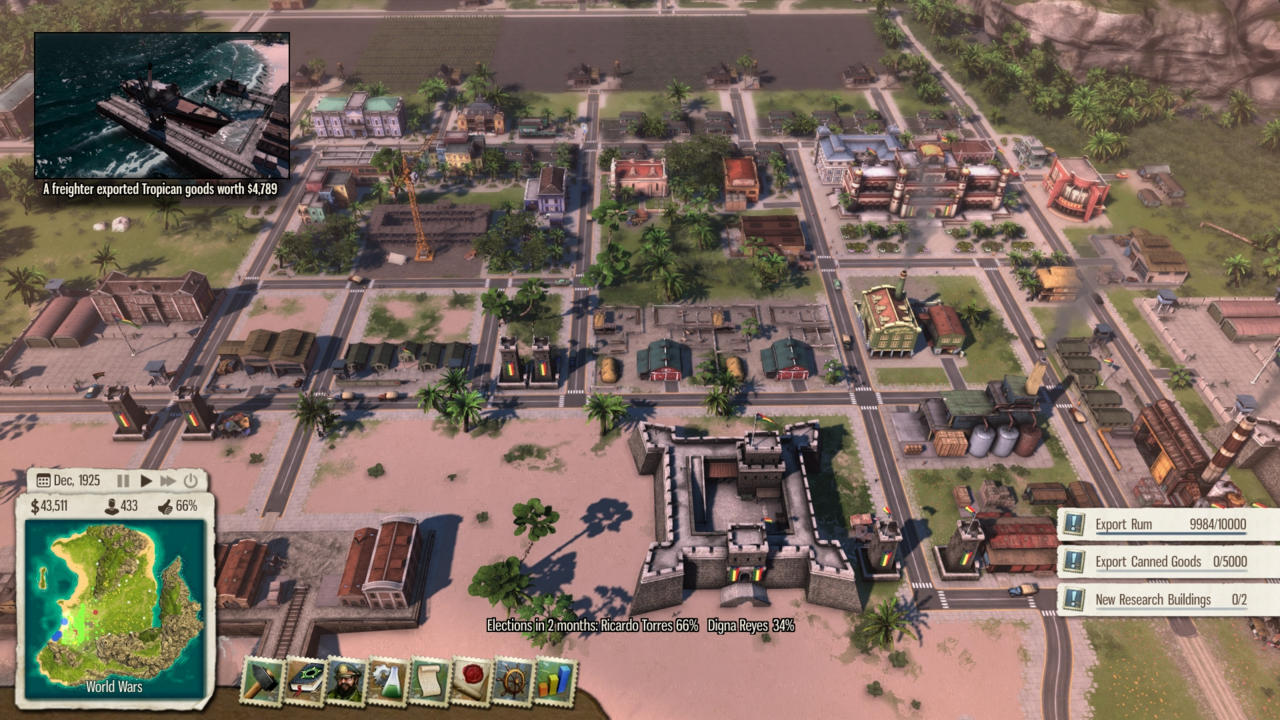 A freighter exported Tropican goods worth $4,789
Dec, 1925
$43,511 433 66%
World Wars
Elections in 2 months: Ricardo Torres 66% Digna Reyes 34%
Export Rum 9984/10000
Export Canned Goods 0/5000
New Research Buildings 0/2